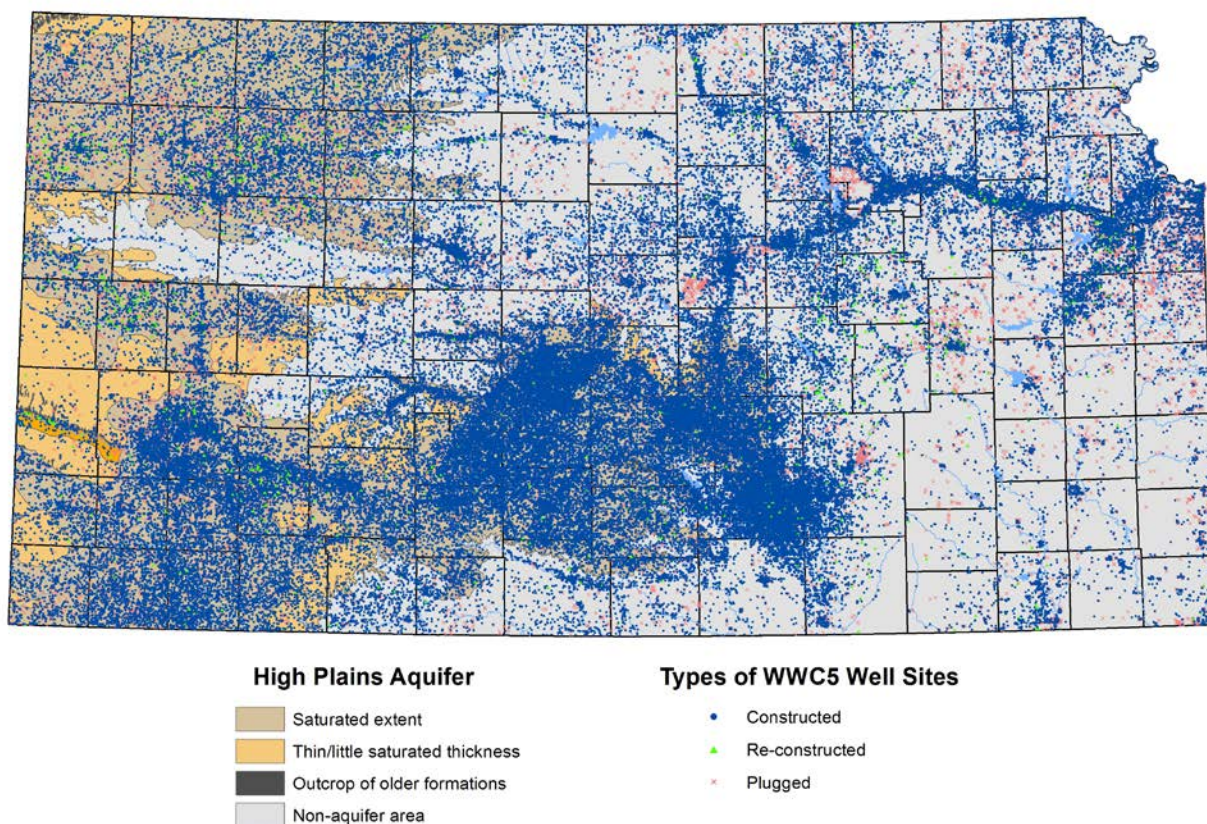 High Plains Aquifer
Saturated extent
Thin/little saturated thickness
Outcrop of older formations
Non-aquifer area
Types of WWC5 Well Sites
Constructed
Re-constructed
Plugged